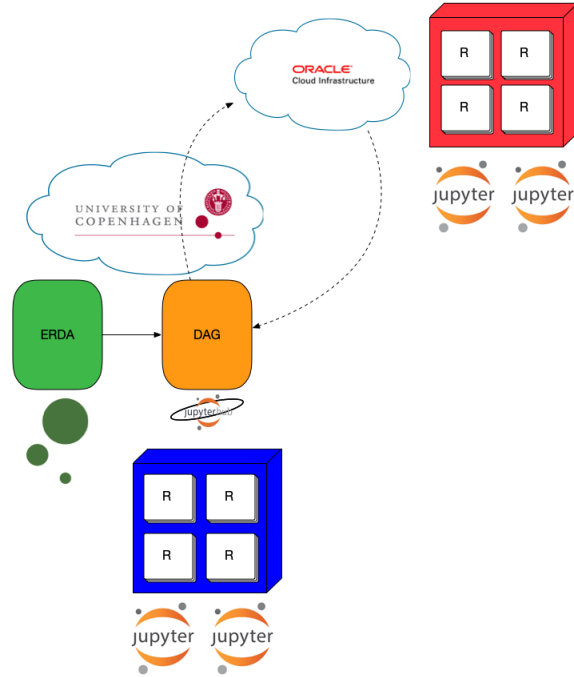 ORACLE
Cloud Infrastructure
R R
R R
jupyter jupyter
UNIVERSITY OF
COPENHAGEN
ERDA
DAG
jupyterhub
R R
R R
jupyter jupyter